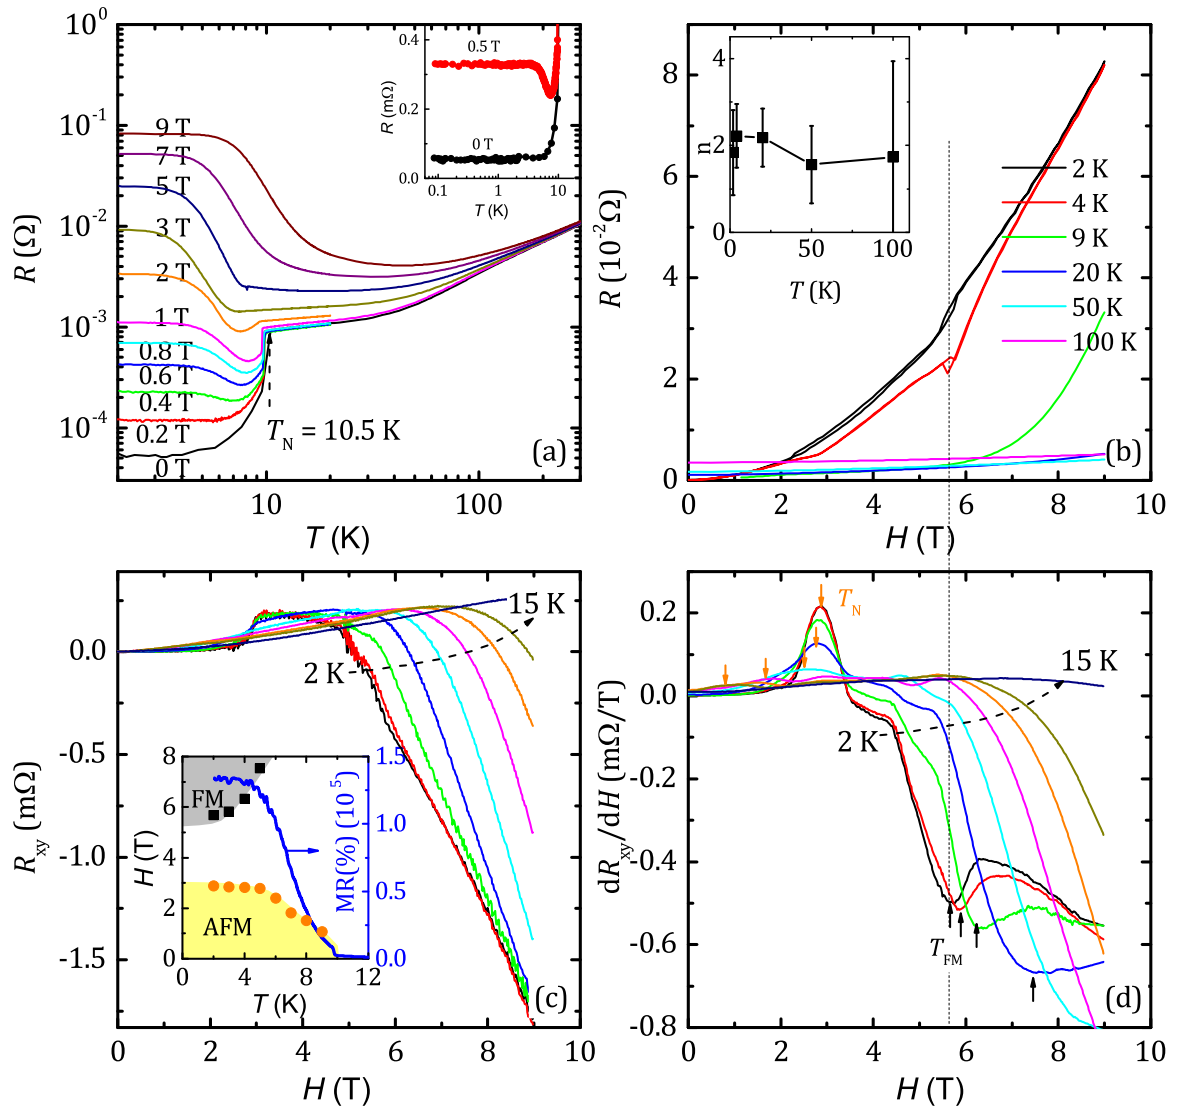 10⁰
10⁻¹
10⁻²
10⁻³
10⁻⁴
R (Ω)
9 T
7 T
5 T
3 T
2 T
1 T
0.8 T
0.6 T
0.4 T
0.2 T
0 T
T_N = 10.5 K
(a)
10
100
T (K)
0.4
0.2
0.0
R (mΩ)
0.5 T
0 T
0.1
1
10
T (K)
8
6
4
2
0
R (10⁻²Ω)
4
2
0
n
0
50
100
T (K)
2 K
4 K
9 K
20 K
50 K
100 K
(b)
0
2
4
6
8
10
H (T)
0.0
-0.5
-1.0
-1.5
R_xy (mΩ)
15 K
2 K
8
6
4
2
0
H (T)
FM
AFM
0
4
8
12
T (K)
1.5
1.0
0.5
0.0
MR(%) (10⁵)
(c)
0
2
4
6
8
10
H (T)
0.2
0.0
-0.2
-0.4
-0.6
-0.8
dR_xy/dH (mΩ/T)
T_N
15 K
2 K
T_FM
(d)
0
2
4
6
8
10
H (T)